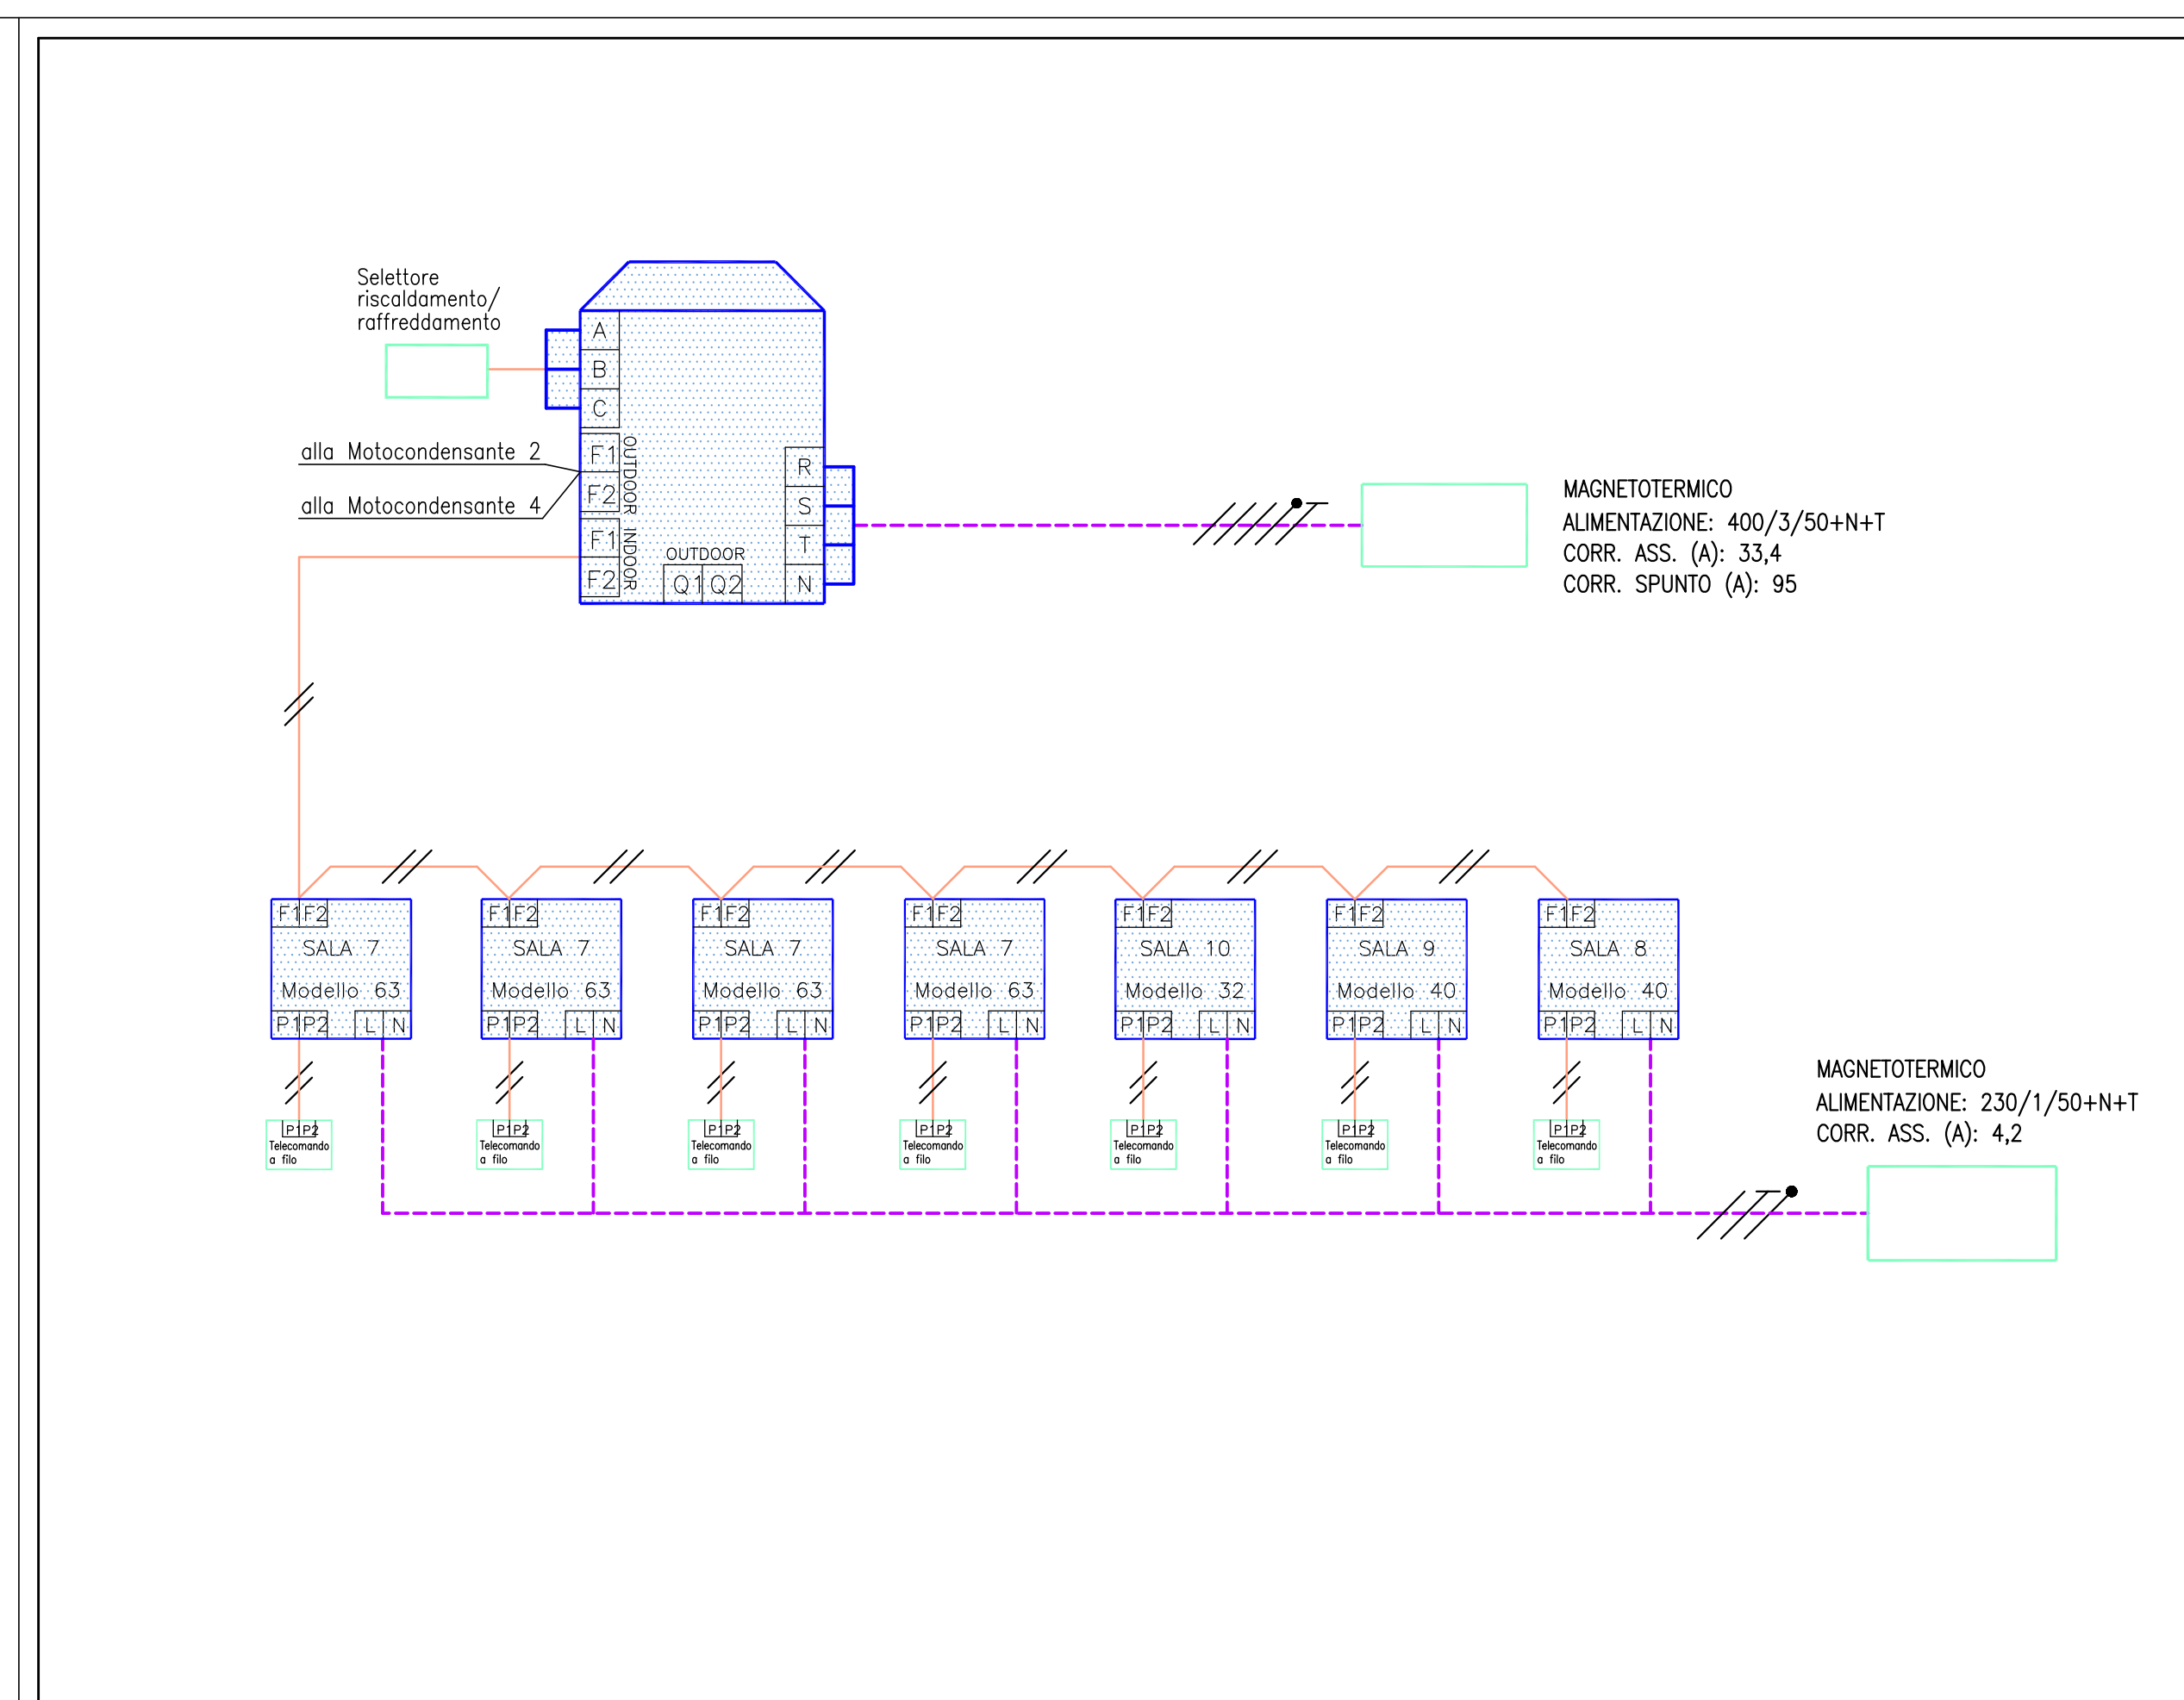 Selettore
riscaldamento/
raffreddamento
A
B
C
alla Motocondensante 2
alla Motocondensante 4
F1
F2
OUTDOOR
F1
F2
INDOOR
OUTDOOR
Q1 Q2
R
S
T
N
MAGNETOTERMICO
ALIMENTAZIONE: 400/3/50+N+T
CORR. ASS. (A): 33,4
CORR. SPUNTO (A): 95
F1 F2
SALA 7
Modello 63
P1 P2 L N
P1 P2
Telecomando
a filo
F1 F2
SALA 7
Modello 63
P1 P2 L N
P1 P2
Telecomando
a filo
F1 F2
SALA 7
Modello 63
P1 P2 L N
P1 P2
Telecomando
a filo
F1 F2
SALA 7
Modello 63
P1 P2 L N
P1 P2
Telecomando
a filo
F1 F2
SALA 10
Modello 32
P1 P2 L N
P1 P2
Telecomando
a filo
F1 F2
SALA 9
Modello 40
P1 P2 L N
P1 P2
Telecomando
a filo
F1 F2
SALA 8
Modello 40
P1 P2 L N
P1 P2
Telecomando
a filo
MAGNETOTERMICO
ALIMENTAZIONE: 230/1/50+N+T
CORR. ASS. (A): 4,2